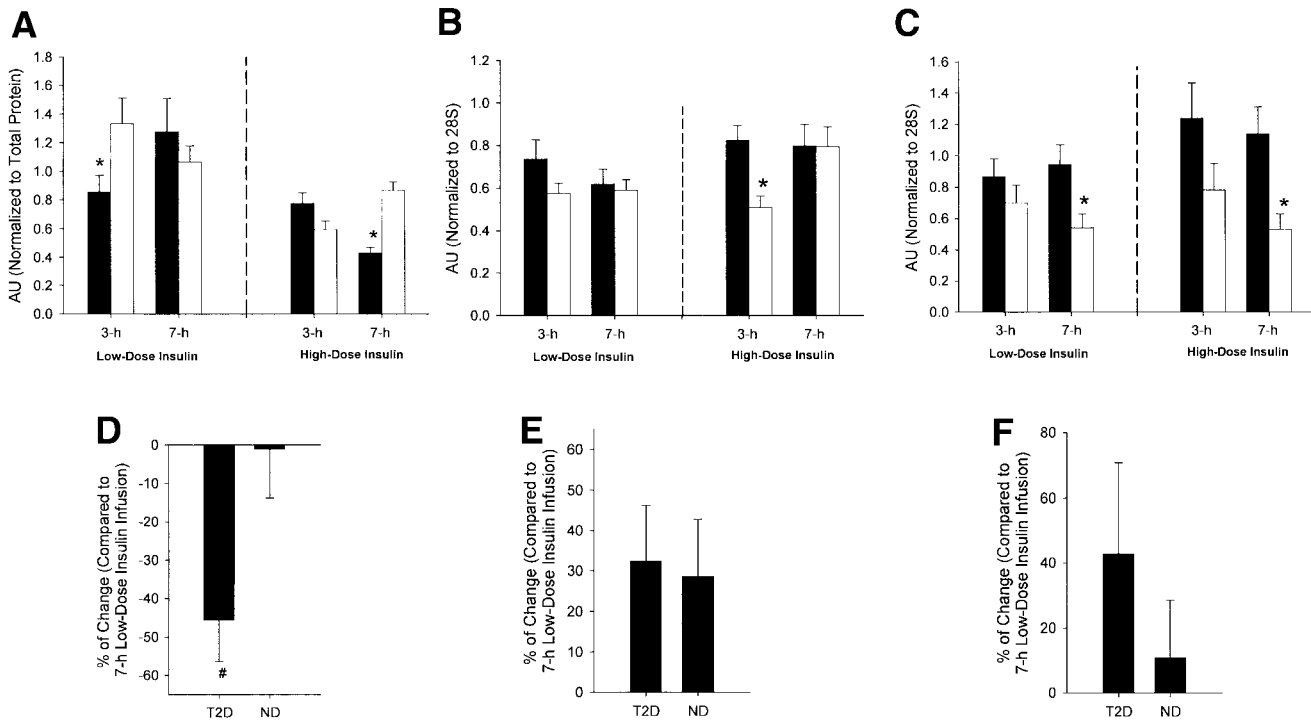 A
AU (Normalized to Total Protein)
1.8
1.6
1.4
1.2
1.0
0.8
0.6
0.4
0.2
0.0
*
*
3-h 7-h 3-h 7-h
Low-Dose Insulin High-Dose Insulin
B
AU (Normalized to 28S)
1.2
1.0
0.8
0.6
0.4
0.2
0.0
*
3-h 7-h 3-h 7-h
Low-Dose Insulin High-Dose Insulin
C
AU (Normalized to 28S)
1.6
1.4
1.2
1.0
0.8
0.6
0.4
0.2
0.0
*
*
3-h 7-h 3-h 7-h
Low-Dose Insulin High-Dose Insulin
D
% of Change (Compared to
7-h Low-Dose Insulin Infusion)
0
-10
-20
-30
-40
-50
-60
#
T2D ND
E
% of Change (Compared to
7-h Low-Dose Insulin Infusion)
60
50
40
30
20
10
0
T2D ND
F
% of Change (Compared to
7-h Low-Dose Insulin Infusion)
80
60
40
20
0
T2D ND